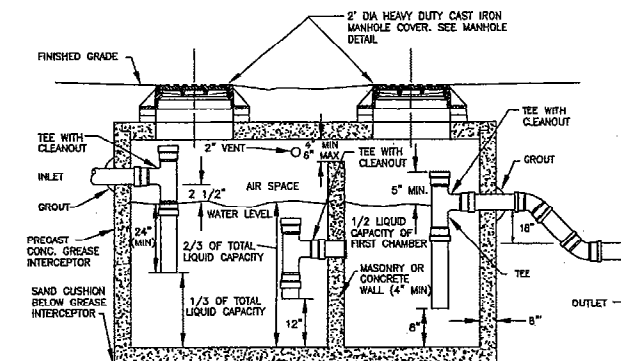 2' DIA HEAVY DUTY CAST IRON
MANHOLE COVER. SEE MANHOLE
DETAIL
FINISHED GRADE
TEE WITH
CLEANOUT
2" VENT
4" MIN
6" MAX
TEE WITH
CLEANOUT
TEE WITH
CLEANOUT
GROUT
INLET
2 1/2"
AIR SPACE
5" MIN.
GROUT
WATER LEVEL
24"
(MIN)
2/3 OF TOTAL
LIQUID CAPACITY
1/2 LIQUID
CAPACITY OF
FIRST CHAMBER
18"
PRECAST
CONC. GREASE
INTERCEPTOR
MASONRY OR
CONCRETE
WALL (4" MIN)
TEE
SAND CUSHION
BELOW GREASE
INTERCEPTOR
1/3 OF TOTAL
LIQUID CAPACITY
12"
8"
8"
OUTLET